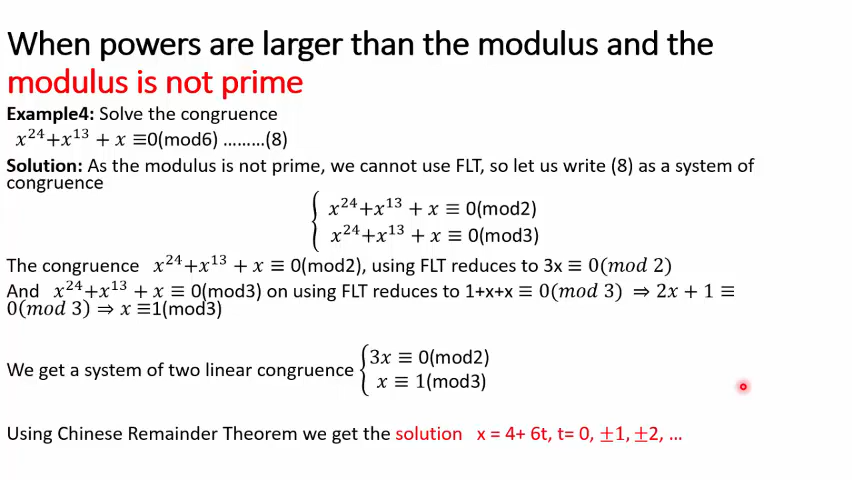 When powers are larger than the modulus and the
modulus is not prime
Example4: Solve the congruence
x²⁴+x¹³ + x ≡0(mod6) ………(8)
Solution: As the modulus is not prime, we cannot use FLT, so let us write (8) as a system of
congruence
x²⁴+x¹³ + x ≡ 0(mod2)
x²⁴+x¹³ + x ≡ 0(mod3)
The congruence x²⁴+x¹³ + x ≡ 0(mod2), using FLT reduces to 3x ≡ 0(mod 2)
And x²⁴+x¹³ + x ≡ 0(mod3) on using FLT reduces to 1+x+x ≡ 0(mod 3) ⇒ 2x + 1 ≡
0(mod 3) ⇒ x ≡1(mod3)
We get a system of two linear congruence { 3x ≡ 0(mod2)
x ≡ 1(mod3)
Using Chinese Remainder Theorem we get the solution x = 4+ 6t, t= 0, ±1, ±2, …